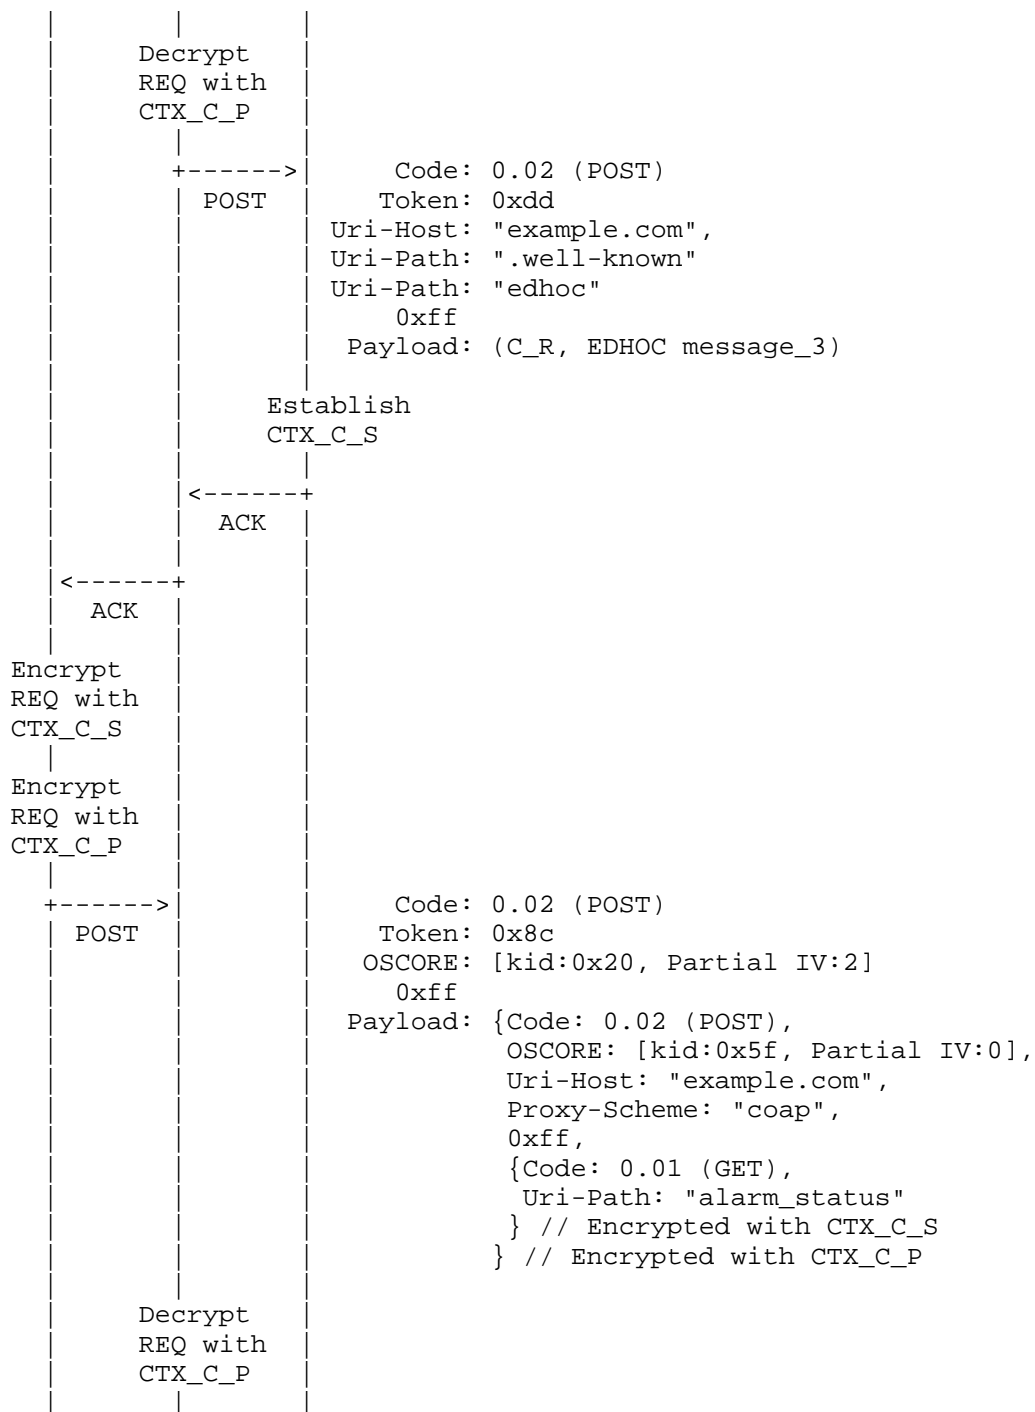 Decrypt
REQ with
CTX_C_P
+------> Code: 0.02 (POST)
POST Token: 0xdd
Uri-Host: "example.com",
Uri-Path: ".well-known"
Uri-Path: "edhoc"
0xff
Payload: (C_R, EDHOC message_3)
Establish
CTX_C_S
<------+
ACK
<------+
ACK
Encrypt
REQ with
CTX_C_S
Encrypt
REQ with
CTX_C_P
+------> Code: 0.02 (POST)
POST Token: 0x8c
OSCORE: [kid:0x20, Partial IV:2]
0xff
Payload: {Code: 0.02 (POST),
OSCORE: [kid:0x5f, Partial IV:0],
Uri-Host: "example.com",
Proxy-Scheme: "coap",
0xff,
{Code: 0.01 (GET),
Uri-Path: "alarm_status"
} // Encrypted with CTX_C_S
} // Encrypted with CTX_C_P
Decrypt
REQ with
CTX_C_P